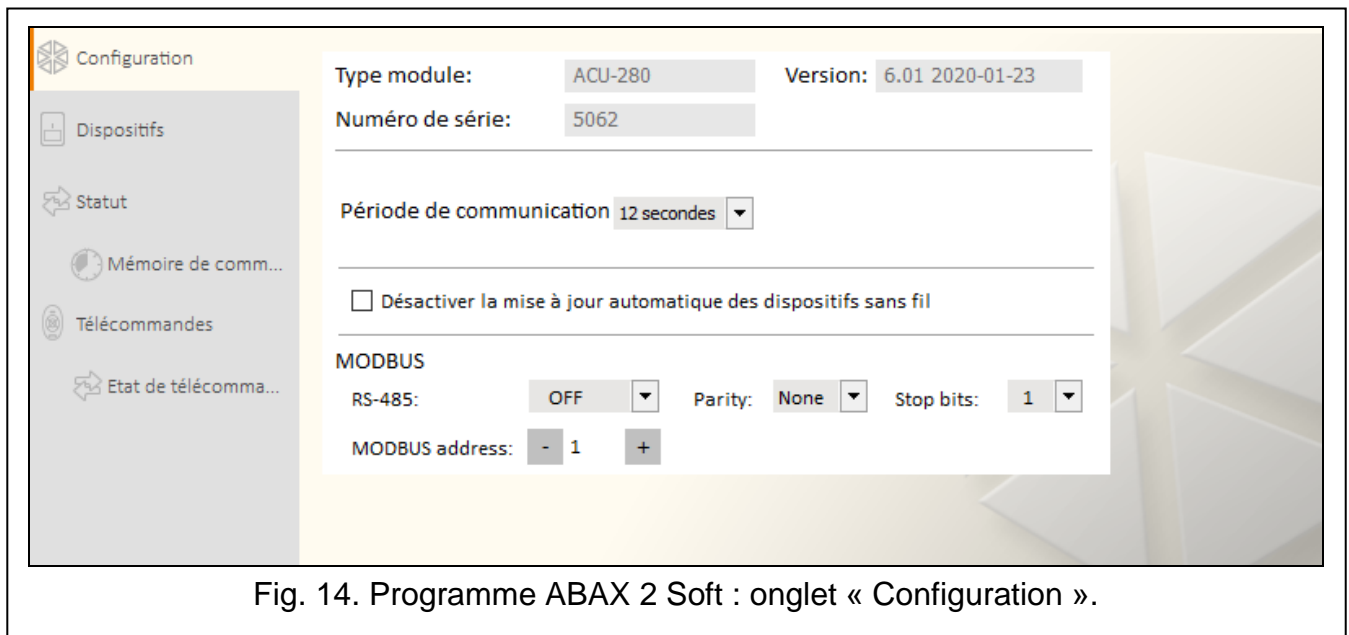 Configuration
Dispositifs
Statut
Mémoire de comm...
Télécommandes
Etat de télécomma...
Type module: ACU-280 Version: 6.01 2020-01-23
Numéro de série: 5062
Période de communication 12 secondes
Désactiver la mise à jour automatique des dispositifs sans fil
MODBUS
RS-485: OFF Parity: None Stop bits: 1
MODBUS address: - 1 +
Fig. 14. Programme ABAX 2 Soft : onglet « Configuration ».